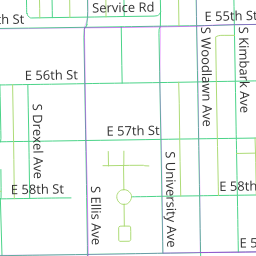 Service Rd
th St
E 55th St
S Woodlawn Ave
S Kimbark Ave
E 56th St
S Drexel Ave
E 57th St
S University Ave
S Ellis Ave
E 58th St
E 58th
E 5